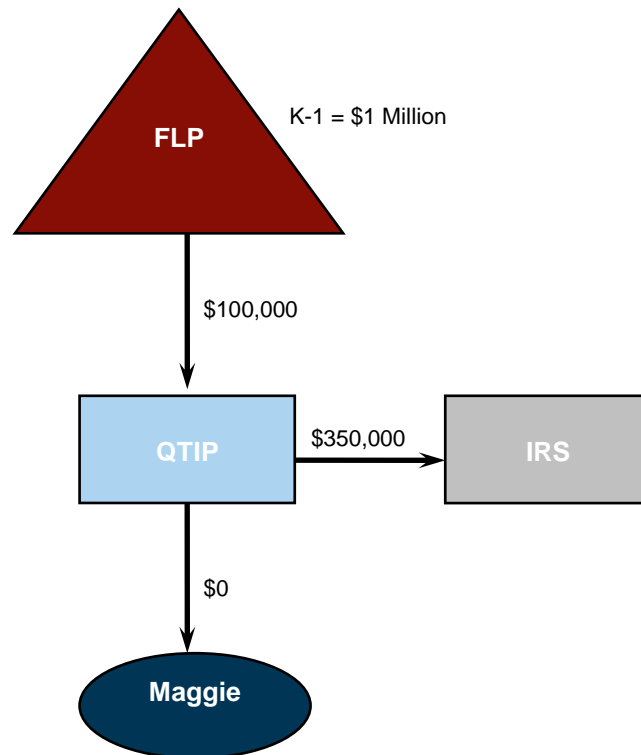 FLP
K-1 = $1 Million
$100,000
QTIP
$350,000
IRS
$0
Maggie